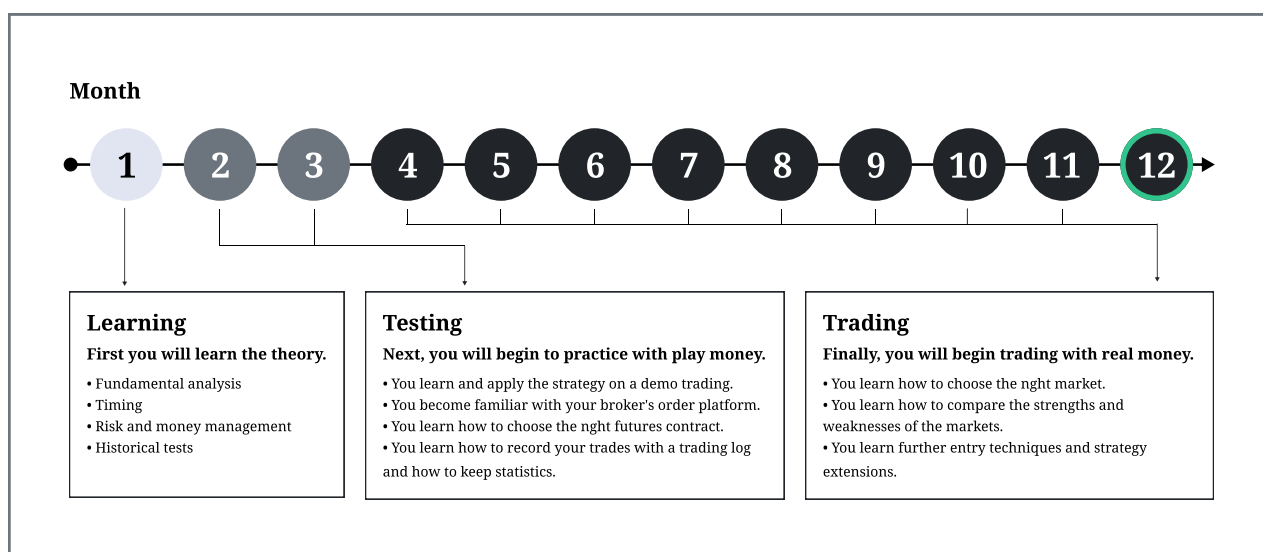 Month
1 2 3 4 5 6 7 8 9 10 11 12
Learning
First you will learn the theory.
• Fundamental analysis
• Timing
• Risk and money management
• Historical tests
Testing
Next, you will begin to practice with play money.
• You learn and apply the strategy on a demo trading.
• You become familiar with your broker's order platform.
• You learn how to choose the nght futures contract.
• You learn how to record your trades with a trading log
and how to keep statistics.
Trading
Finally, you will begin trading with real money.
• You learn how to choose the nght market.
• You learn how to compare the strengths and
weaknesses of the markets.
• You learn further entry techniques and strategy
extensions.